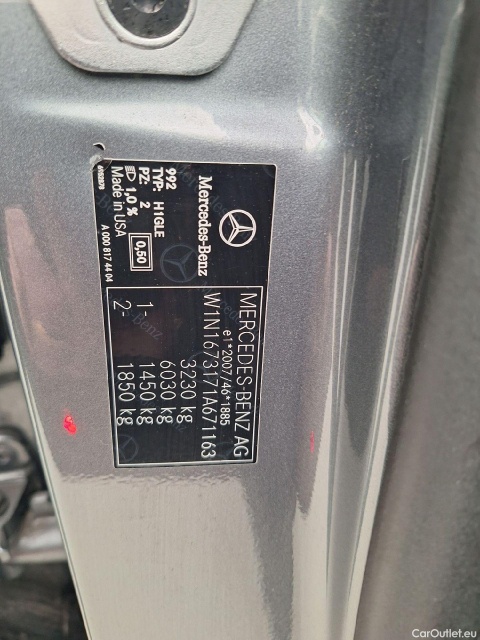 Mercedes-Benz
992
TYP: H1GLE
PZ: 2
1,0 % 0,50
Made in USA
6192878
A 000 817 44 04
MERCEDES-BENZ AG
e1*2007/46*1885
W1N1673171A671163
3230 kg
6030 kg
1- 1450 kg
2- 1850 kg
CarOutlet.eu